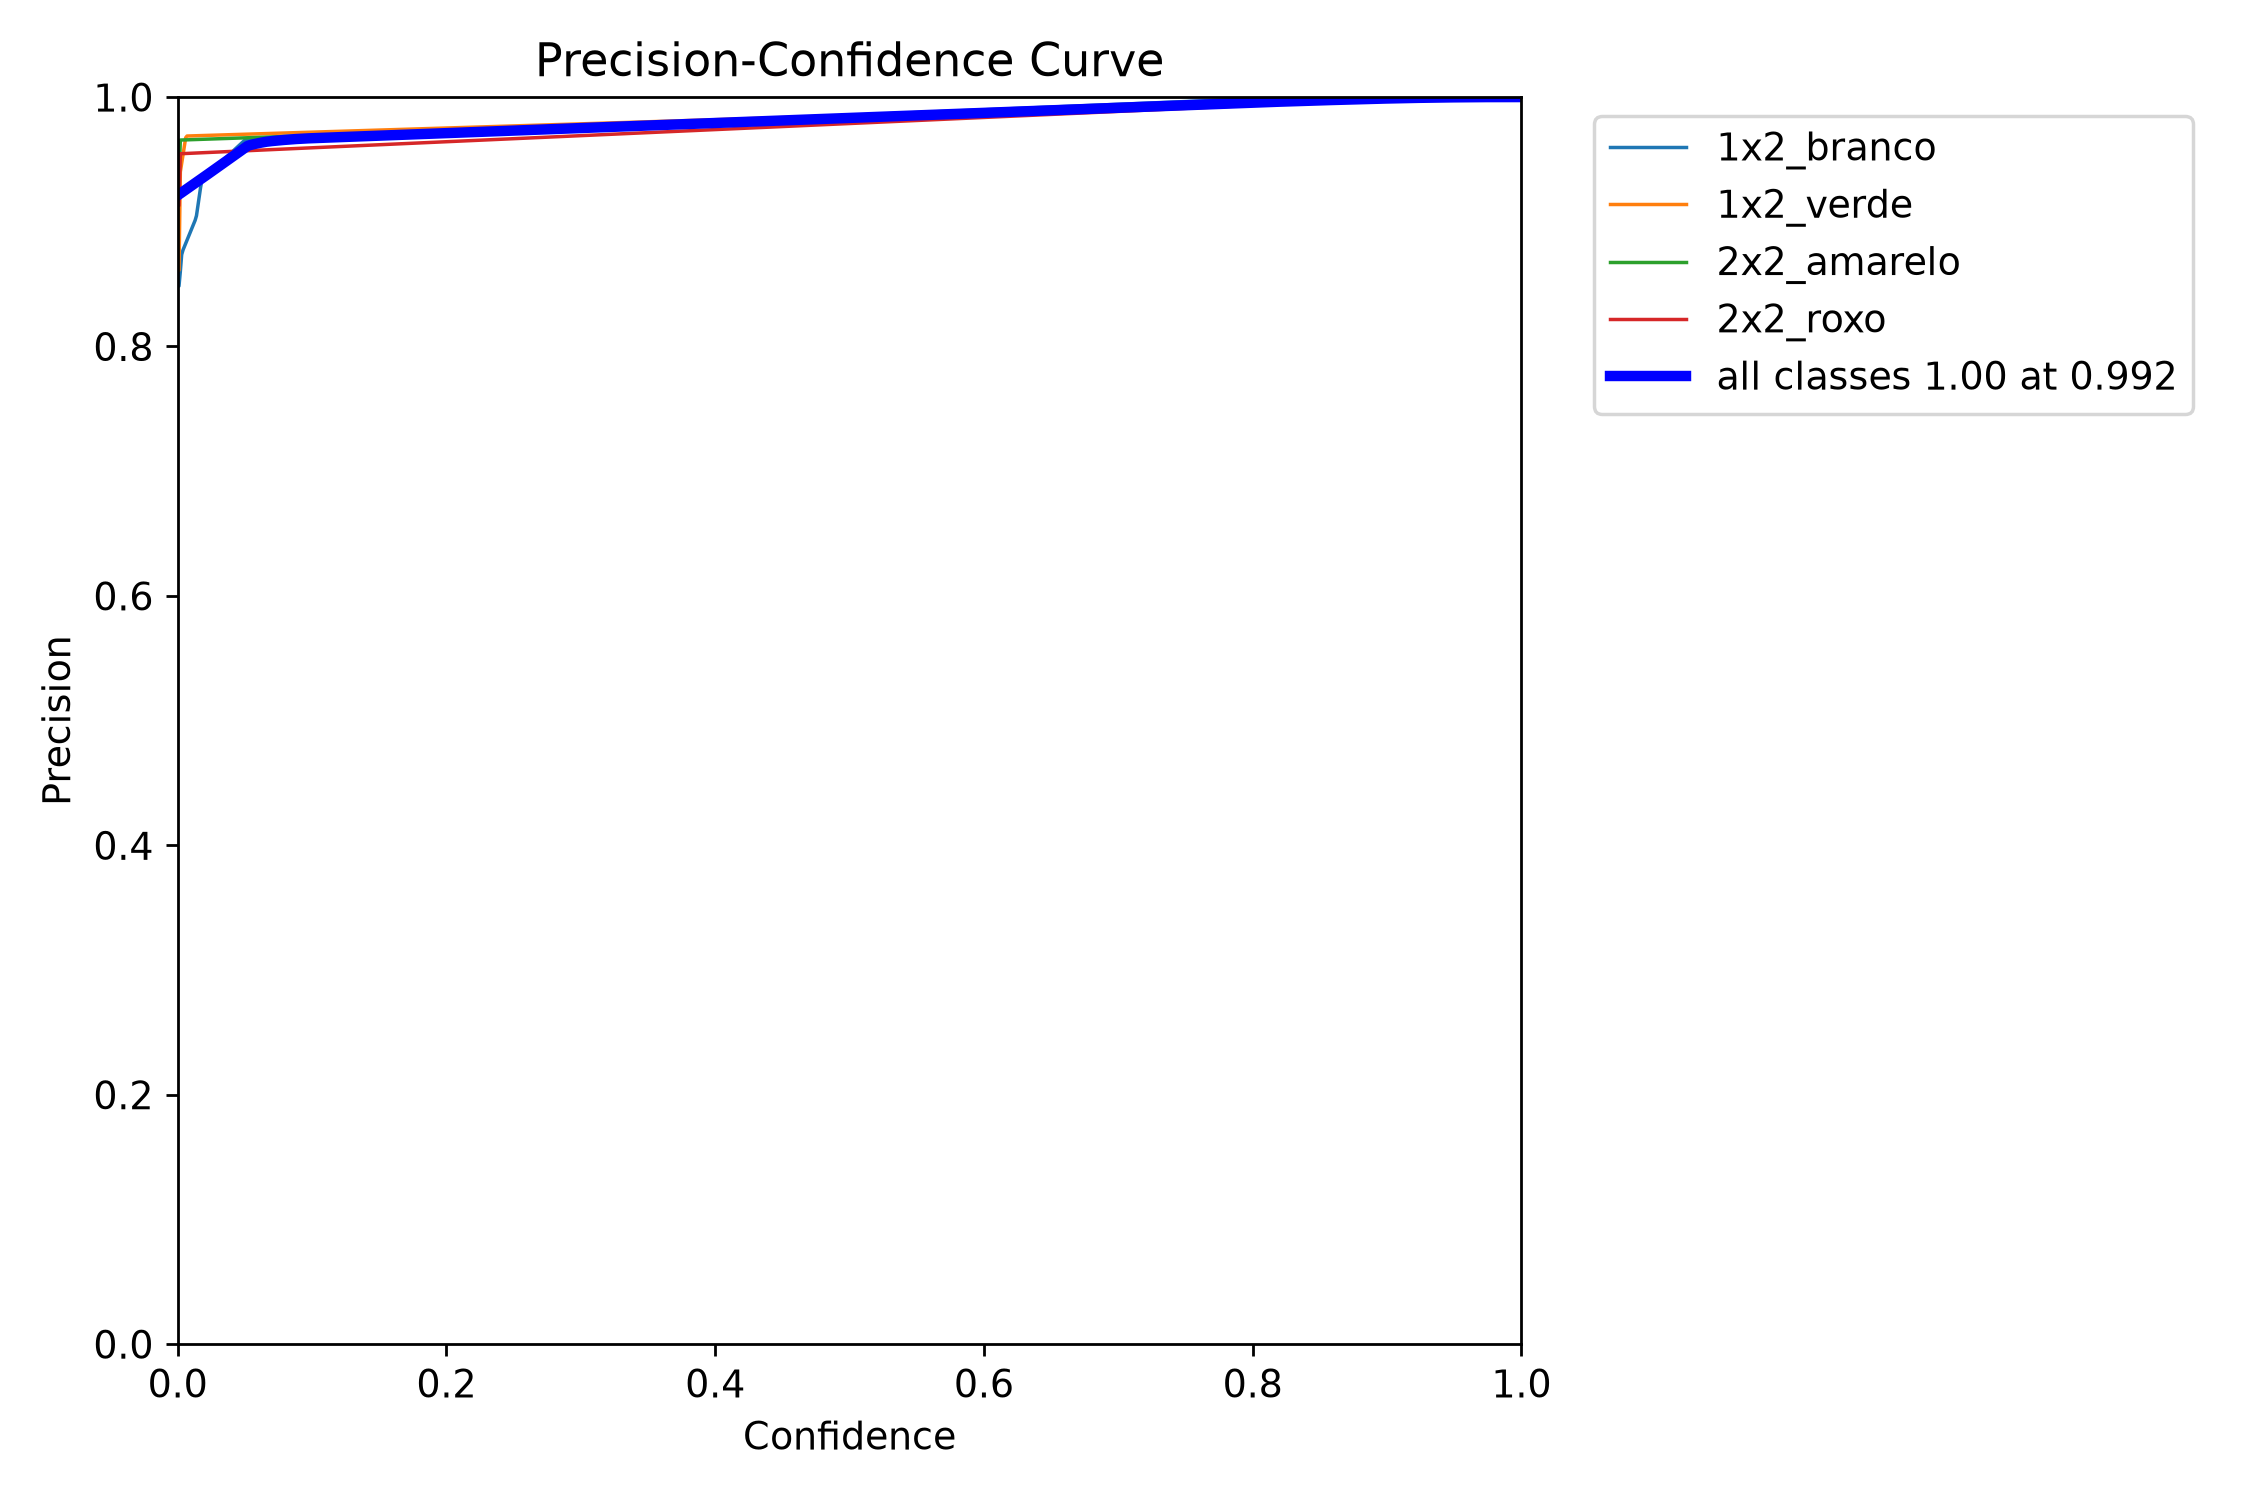 Precision-Confidence Curve
1.0
0.8
0.6
0.4
0.2
0.0
Precision
0.0 0.2 0.4 0.6 0.8 1.0
Confidence
1x2_branco
1x2_verde
2x2_amarelo
2x2_roxo
all classes 1.00 at 0.992